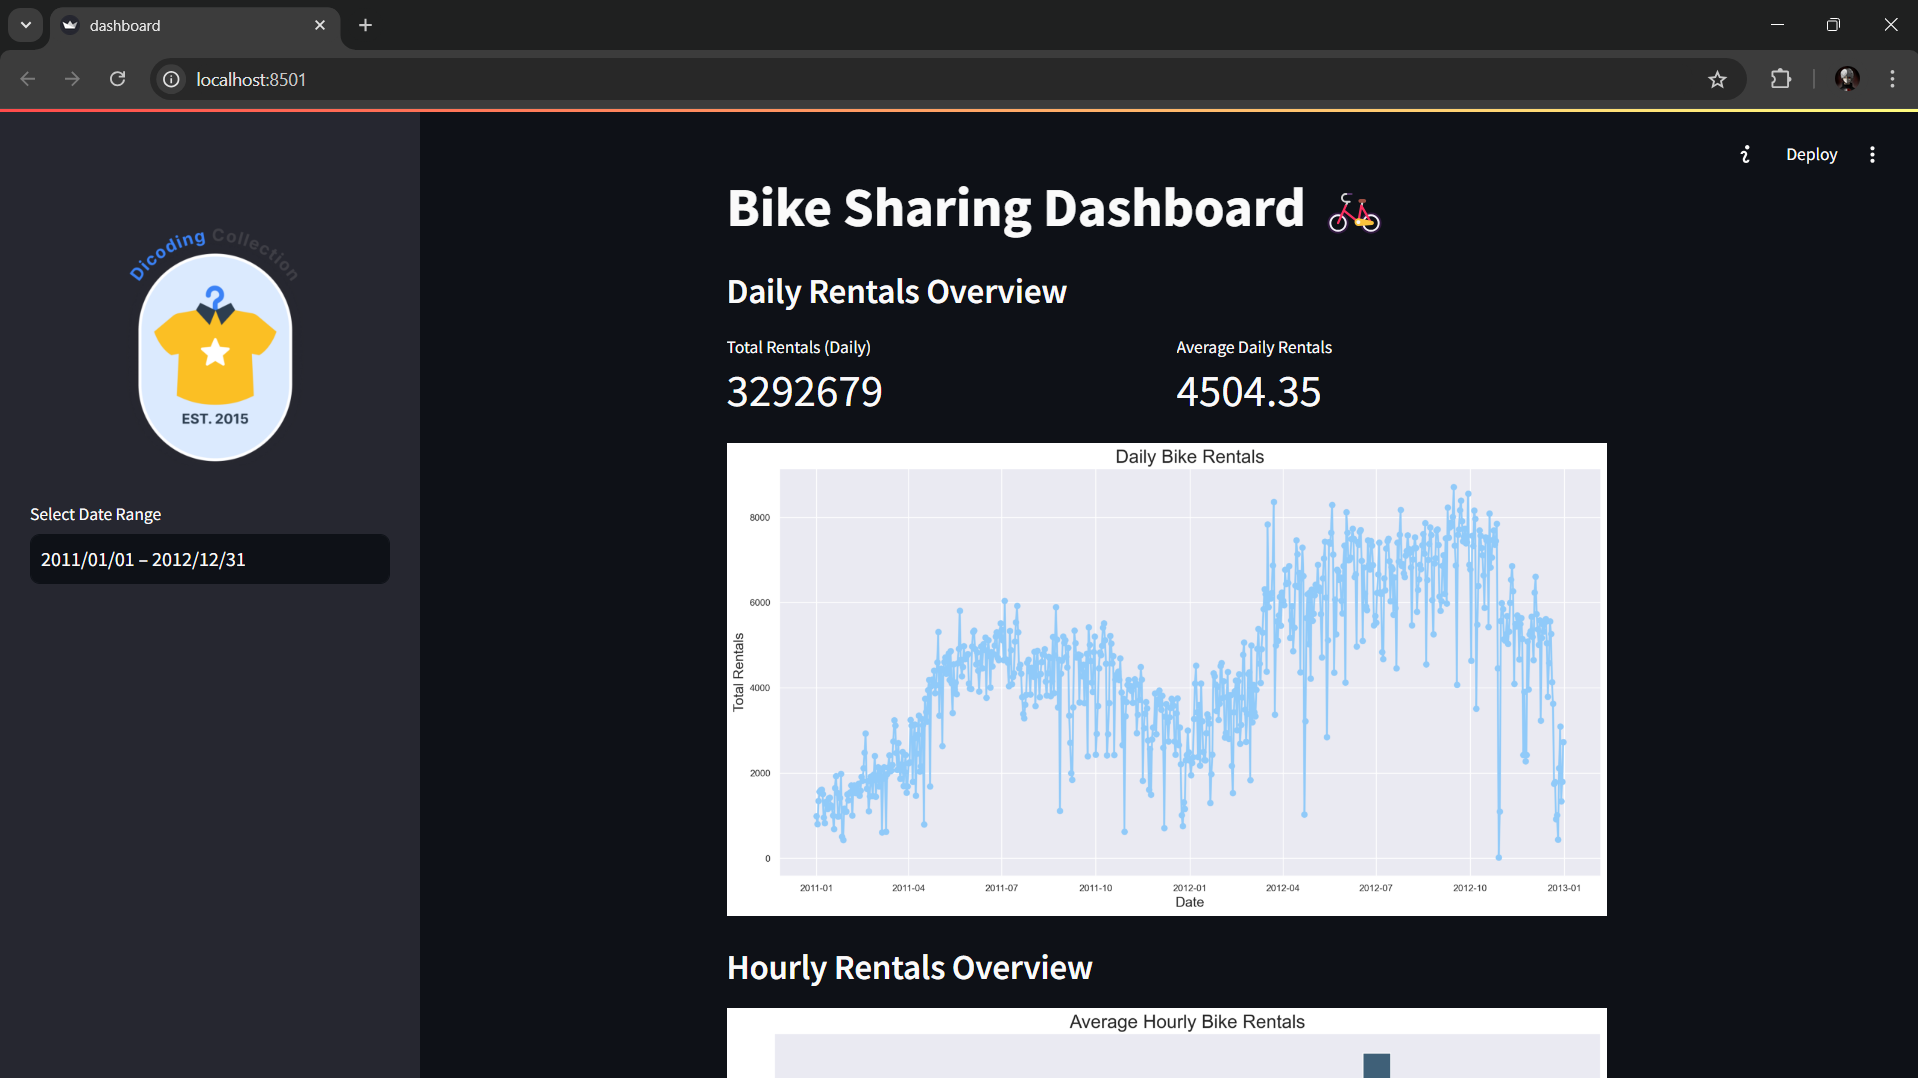 dashboard
localhost:8501
Deploy
Dicoding Collection
EST. 2015
Select Date Range
2011/01/01 – 2012/12/31
Bike Sharing Dashboard
Daily Rentals Overview
Total Rentals (Daily)
3292679
Average Daily Rentals
4504.35
Daily Bike Rentals
Total Rentals
8000
6000
4000
2000
0
2011-01 2011-04 2011-07 2011-10 2012-01 2012-04 2012-07 2012-10 2013-01
Date
Hourly Rentals Overview
Average Hourly Bike Rentals